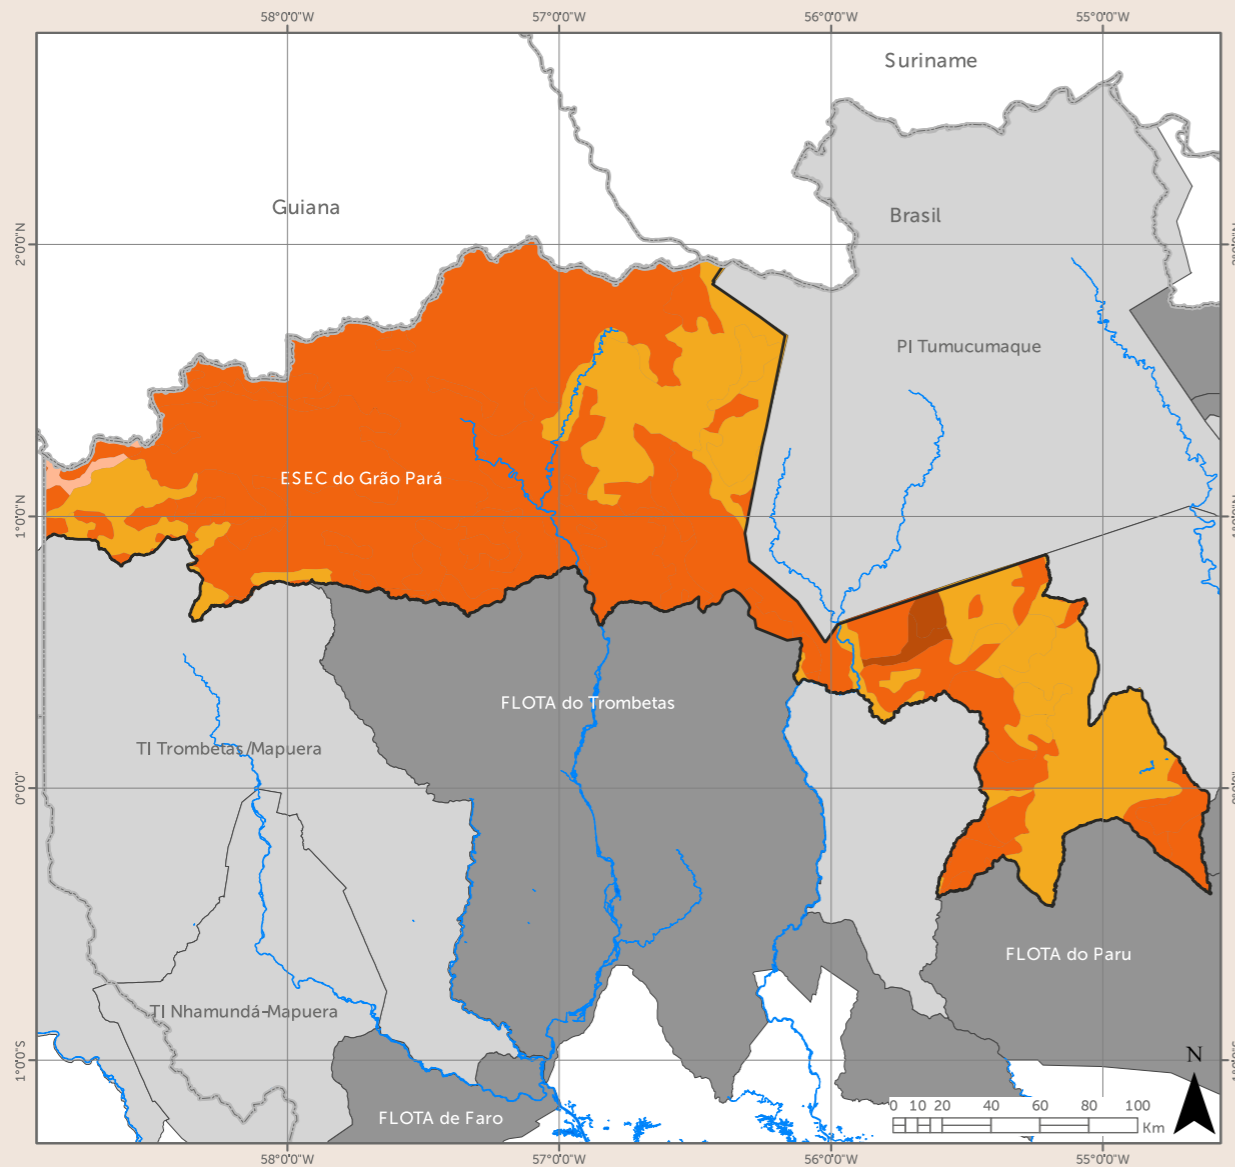 58°0'0"W
57°0'0"W
56°0'0"W
55°0'0"W
Suriname
Guiana
Brasil
2°0'0"N
PI Tumucumaque
ESEC do Grão Pará
1°0'0"N
FLOTA do Trombetas
TI Trombetas/Mapuera
0°0'0"
FLOTA do Paru
TI Nhamundá-Mapuera
1°0'0"S
N
FLOTA de Faro
0 10 20 40 60 80 100
Km
58°0'0"W
57°0'0"W
56°0'0"W
55°0'0"W